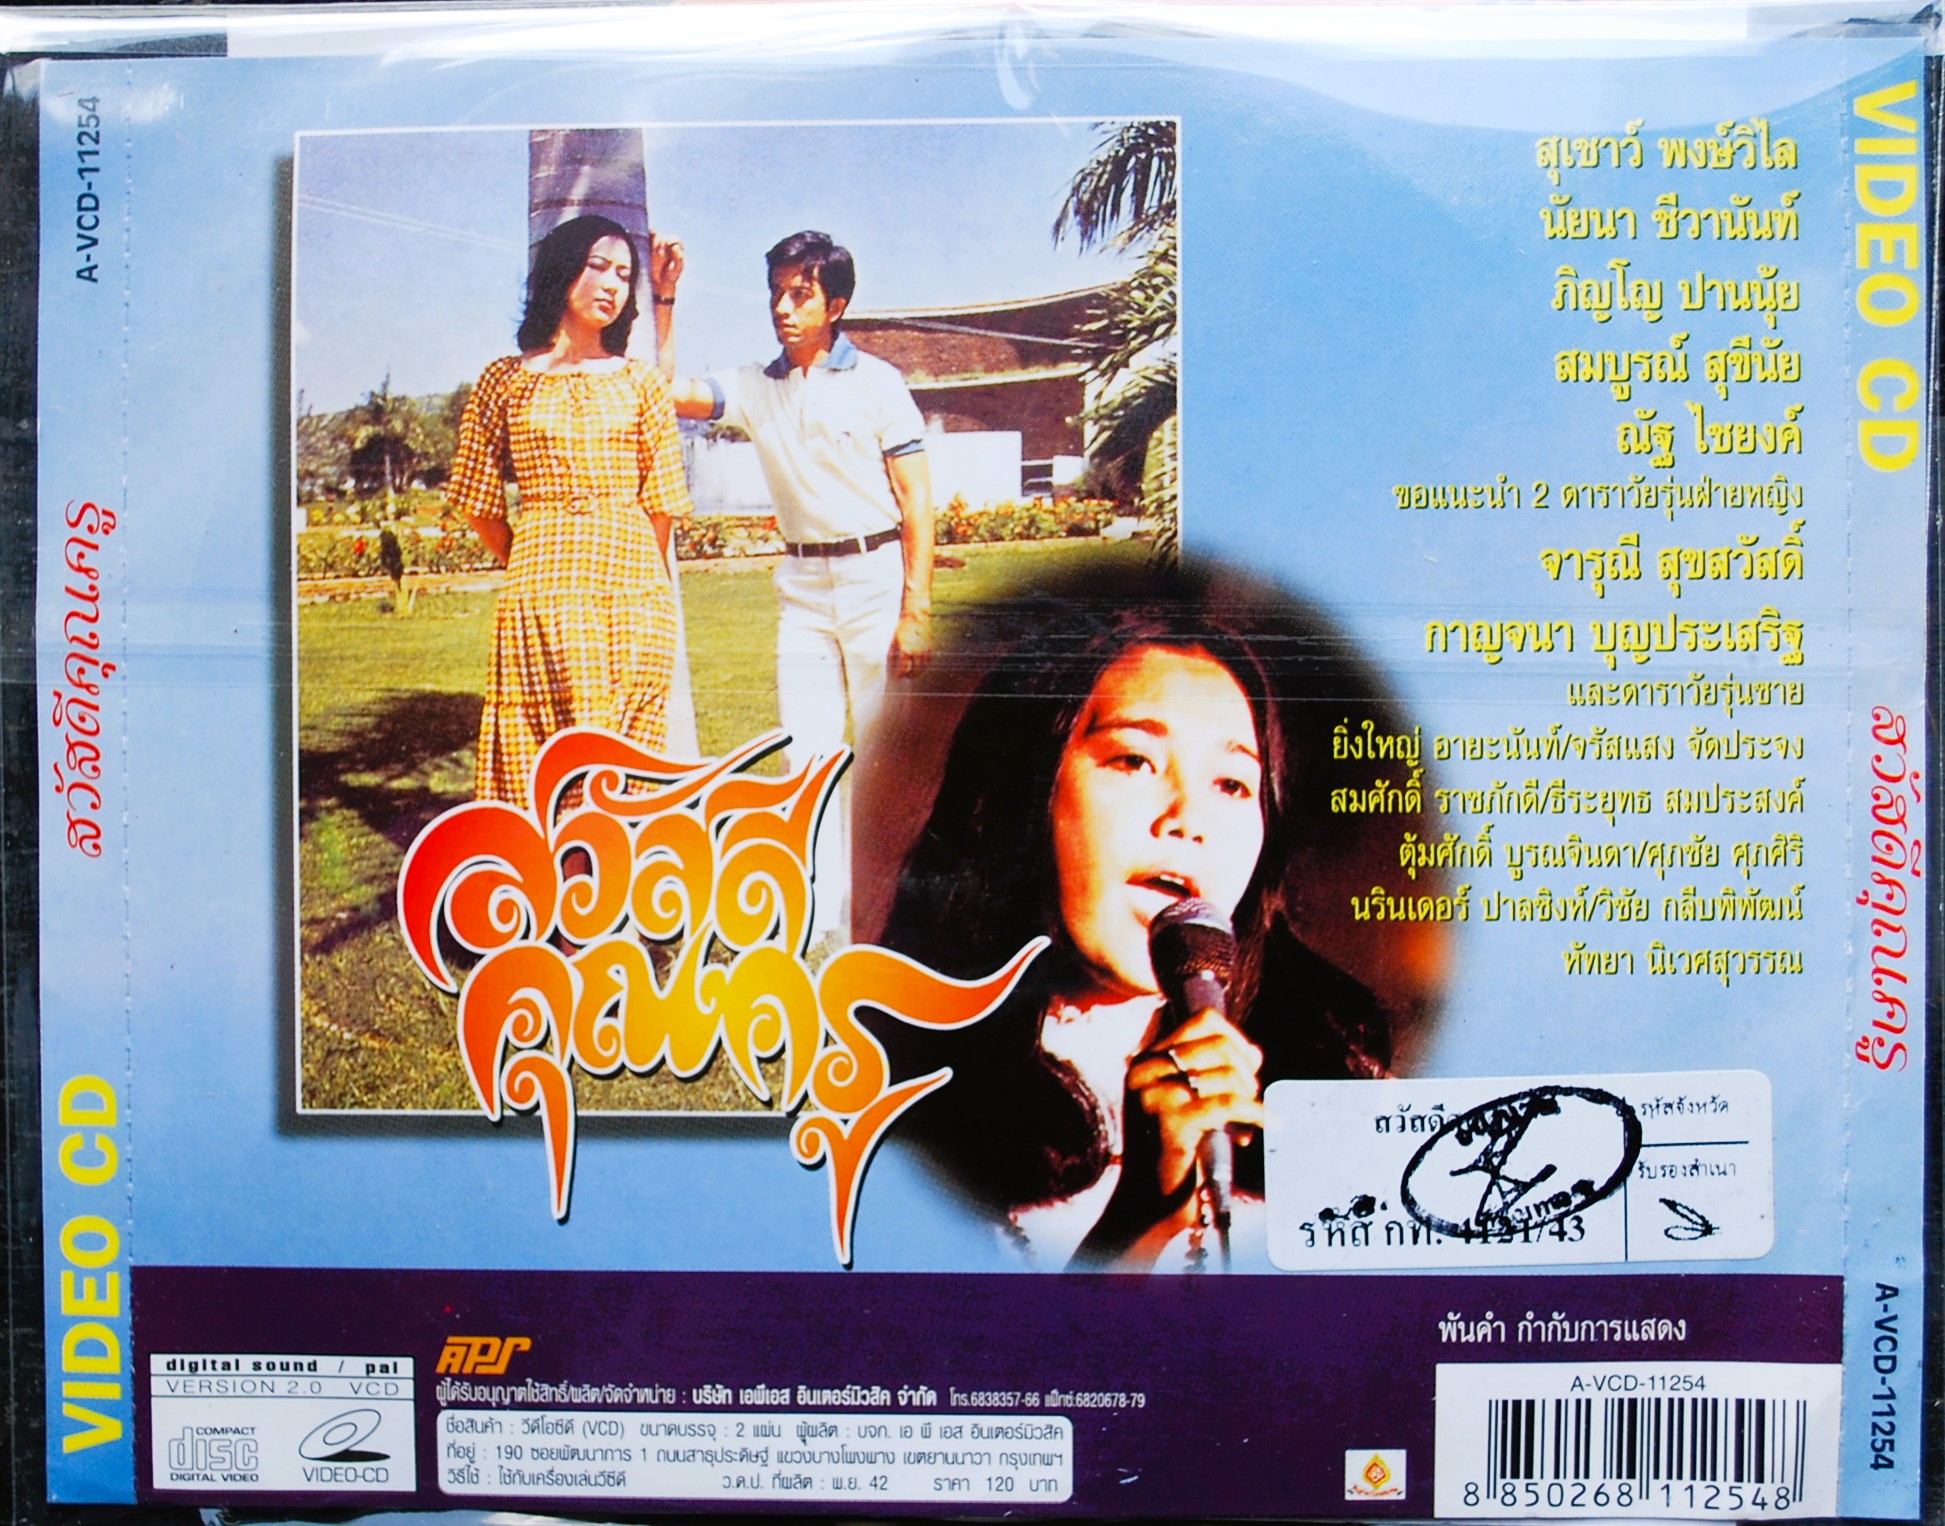 A-VCD-11254
สวัสดีคุณครู
VIDEO CD
สุเชาว์ พงษ์วิไล
นัยนา ชีวานันท์
ภิญโญ ปานนุ้ย
สมบูรณ์ สุขีนัย
ณัฐ ไชยงค์
ขอแนะนำ 2 ดาราวัยรุ่นฝ่ายหญิง
จารุณี สุขสวัสดิ์
กาญจนา บุญประเสริฐ
และดาราวัยรุ่นชาย
ยิ่งใหญ่ อายะนันท์/จรัสแสง จัดประจง
สมศักดิ์ ราชภักดี/ธีระยุทธ สมประสงค์
ตุ้มศักดิ์ บูรณจินดา/ศุภชัย ศุภศิริ
นรินเดอร์ ปาลซิงห์/วิชัย กลีบพิพัฒน์
หัทยา นิเวศสุวรรณ
สวัสดี
คุณครู
รหัสจังหวัด
รับรองสำเนา
รหัส กท. 4121/43
VIDEO CD
สวัสดีคุณครู
A-VCD-11254
พันคำ กำกับการแสดง
digital sound / pal
VERSION 2.0 VCD
COMPACT
disc
DIGITAL VIDEO
VIDEO-CD
APS
ผู้ได้รับอนุญาตใช้สิทธิ์/ผลิต/จัดจำหน่าย : บริษัท เอพีเอส อินเตอร์มิวสิค จำกัด โทร.6838357-66 แฟ็กซ์.6820678-79
ชื่อสินค้า : วีดีโอซีดี (VCD) ขนาดบรรจุ : 2 แผ่น ผู้ผลิต : บจก. เอ พี เอส อินเตอร์มิวสิค
ที่อยู่ : 190 ซอยพัฒนาการ 1 ถนนสาธุประดิษฐ์ แขวงบางโพงพาง เขตยานนาวา กรุงเทพฯ
วิธีใช้ : ใช้กับเครื่องเล่นวีซีดี ว.ด.ป. ที่ผลิต : พ.ย. 42 ราคา 120 บาท
A-VCD-11254
8 850268 112548